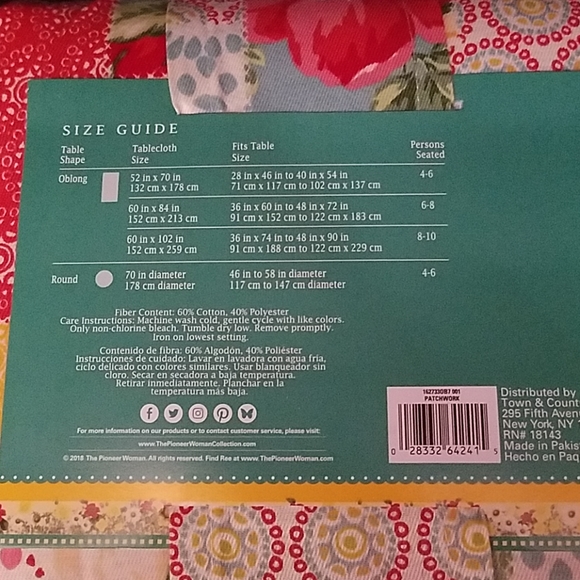 SIZE GUIDE
Table Shape
Tablecloth Size
Fits Table Size
Persons Seated
Oblong
52 in x 70 in
28 in x 46 in to 40 in x 54 in
4-6
132 cm x 178 cm
71 cm x 117 cm to 102 cm x 137 cm
60 in x 84 in
36 in x 60 in to 48 in x 72 in
6-8
152 cm x 213 cm
91 cm x 152 cm to 122 cm x 183 cm
60 in x 102 in
36 in x 74 in to 48 in x 90 in
8-10
152 cm x 259 cm
91 cm x 188 cm to 122 cm x 229 cm
Round
70 in diameter
46 in to 58 in diameter
4-6
178 cm diameter
117 cm to 147 cm diameter
Fiber Content: 60% Cotton, 40% Polyester
Care Instructions: Machine wash cold, gentle cycle with like colors.
Only non-chlorine bleach. Tumble dry low. Remove promptly.
Iron on lowest setting.
Contenido de fibra: 60% Algodón, 40% Poliéster
Instrucciones de cuidado: Lavar en lavadora con agua fría,
ciclo delicado con colores similares. Usar blanqueador sin
cloro. Secar en secadora a baja temperatura.
Retirar inmediatamente. Planchar en la
temperatura más baja.
For more information on our products or to contact customer service, please visit:
www.ThePioneerWomanCollection.com
© 2018 The Pioneer Woman. All rights reserved. Find Ree at www.ThePioneerWoman.com
PATCHWORK
0 28332 64241 5
Distributed by
Town & Count
295 Fifth Aven
New York, NY
RN# 18143
Made in Pakis
Hecho en Paq